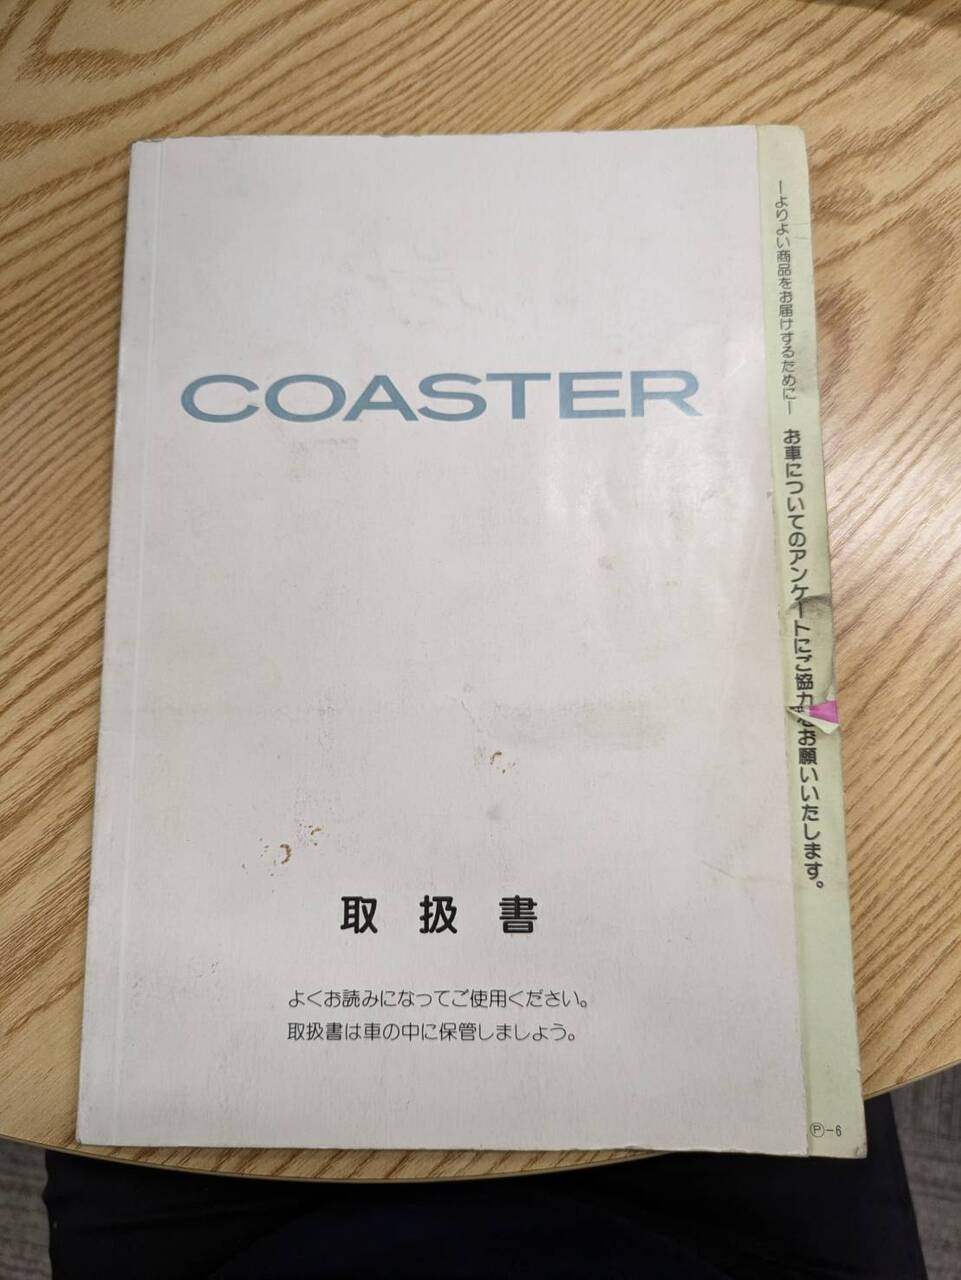 COASTER
取扱書
よくお読みになってご使用ください。
取扱書は車の中に保管しましょう。
―よりよい商品をお届けするために― お車についてのアンケートにご協力をお願いいたします。
Ⓟ−6